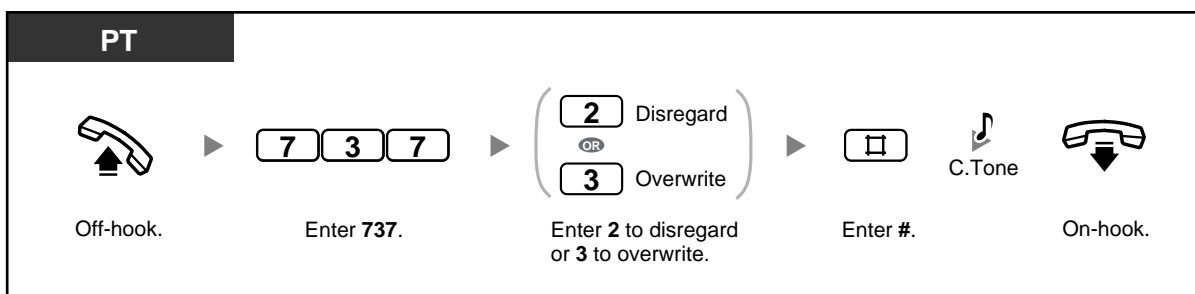 PT
7 3 7
2 Disregard
OR
3 Overwrite
#
C.Tone
Off-hook.
Enter 737.
Enter 2 to disregard
or 3 to overwrite.
Enter #.
On-hook.